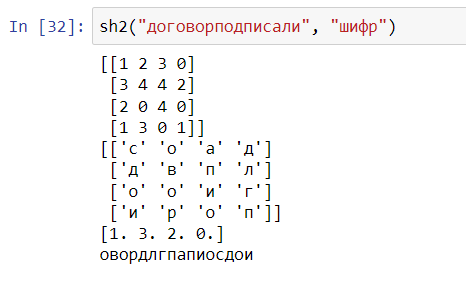 In [32]: sh2("договорподписали", "шифр")
[[1 2 3 0]
[3 4 4 2]
[2 0 4 0]
[1 3 0 1]]
[['с' 'о' 'а' 'д']
['д' 'в' 'п' 'л']
['о' 'о' 'и' 'г']
['и' 'р' 'о' 'п']]
[1. 3. 2. 0.]
овордлгпапиосдои